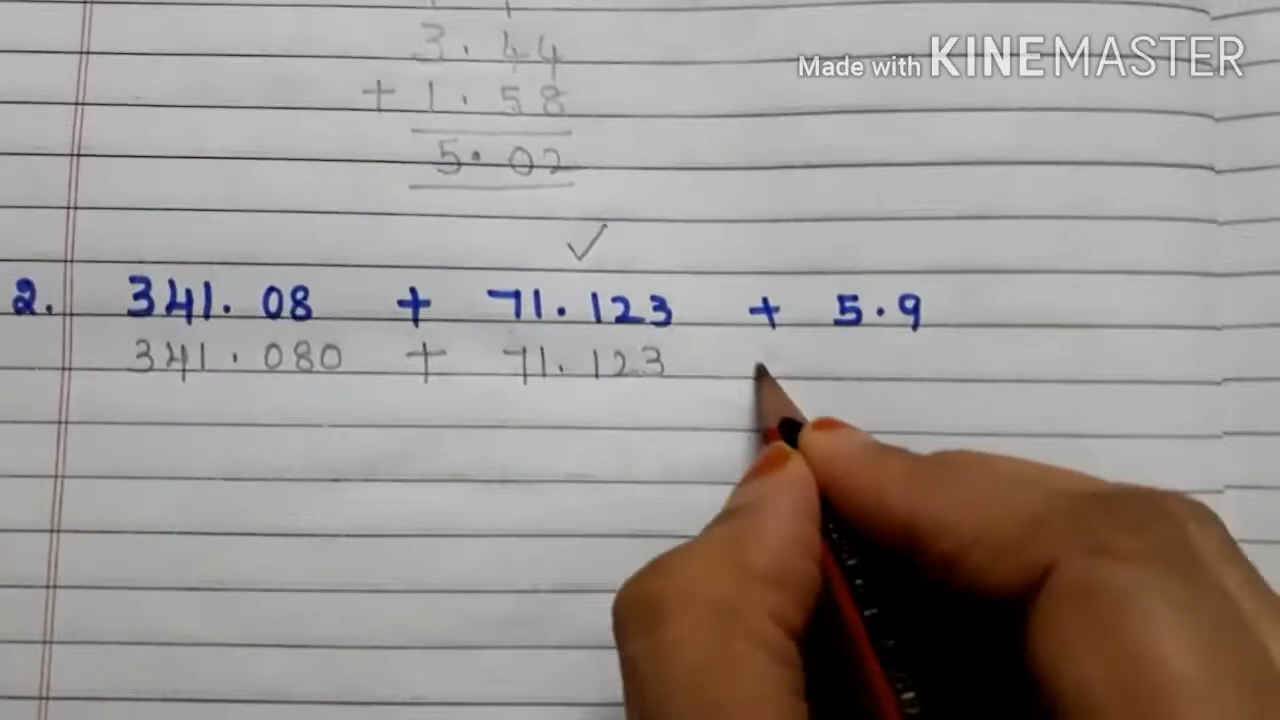 3.44
Made with KINEMASTER
+ 1.58
5.02
✓
2. 341.08 + 71.123 + 5.9
341.080 + 71.123